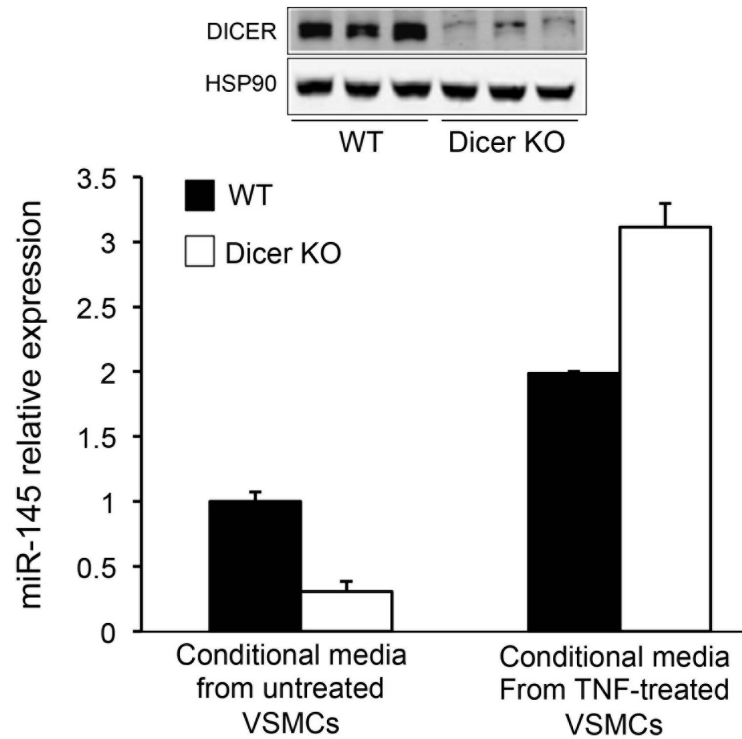 DICER
HSP90
WT
Dicer KO
3.5
3
2.5
2
1.5
1
0.5
0
miR-145 relative expression
WT
Dicer KO
Conditional media
from untreated
VSMCs
Conditional media
From TNF-treated
VSMCs